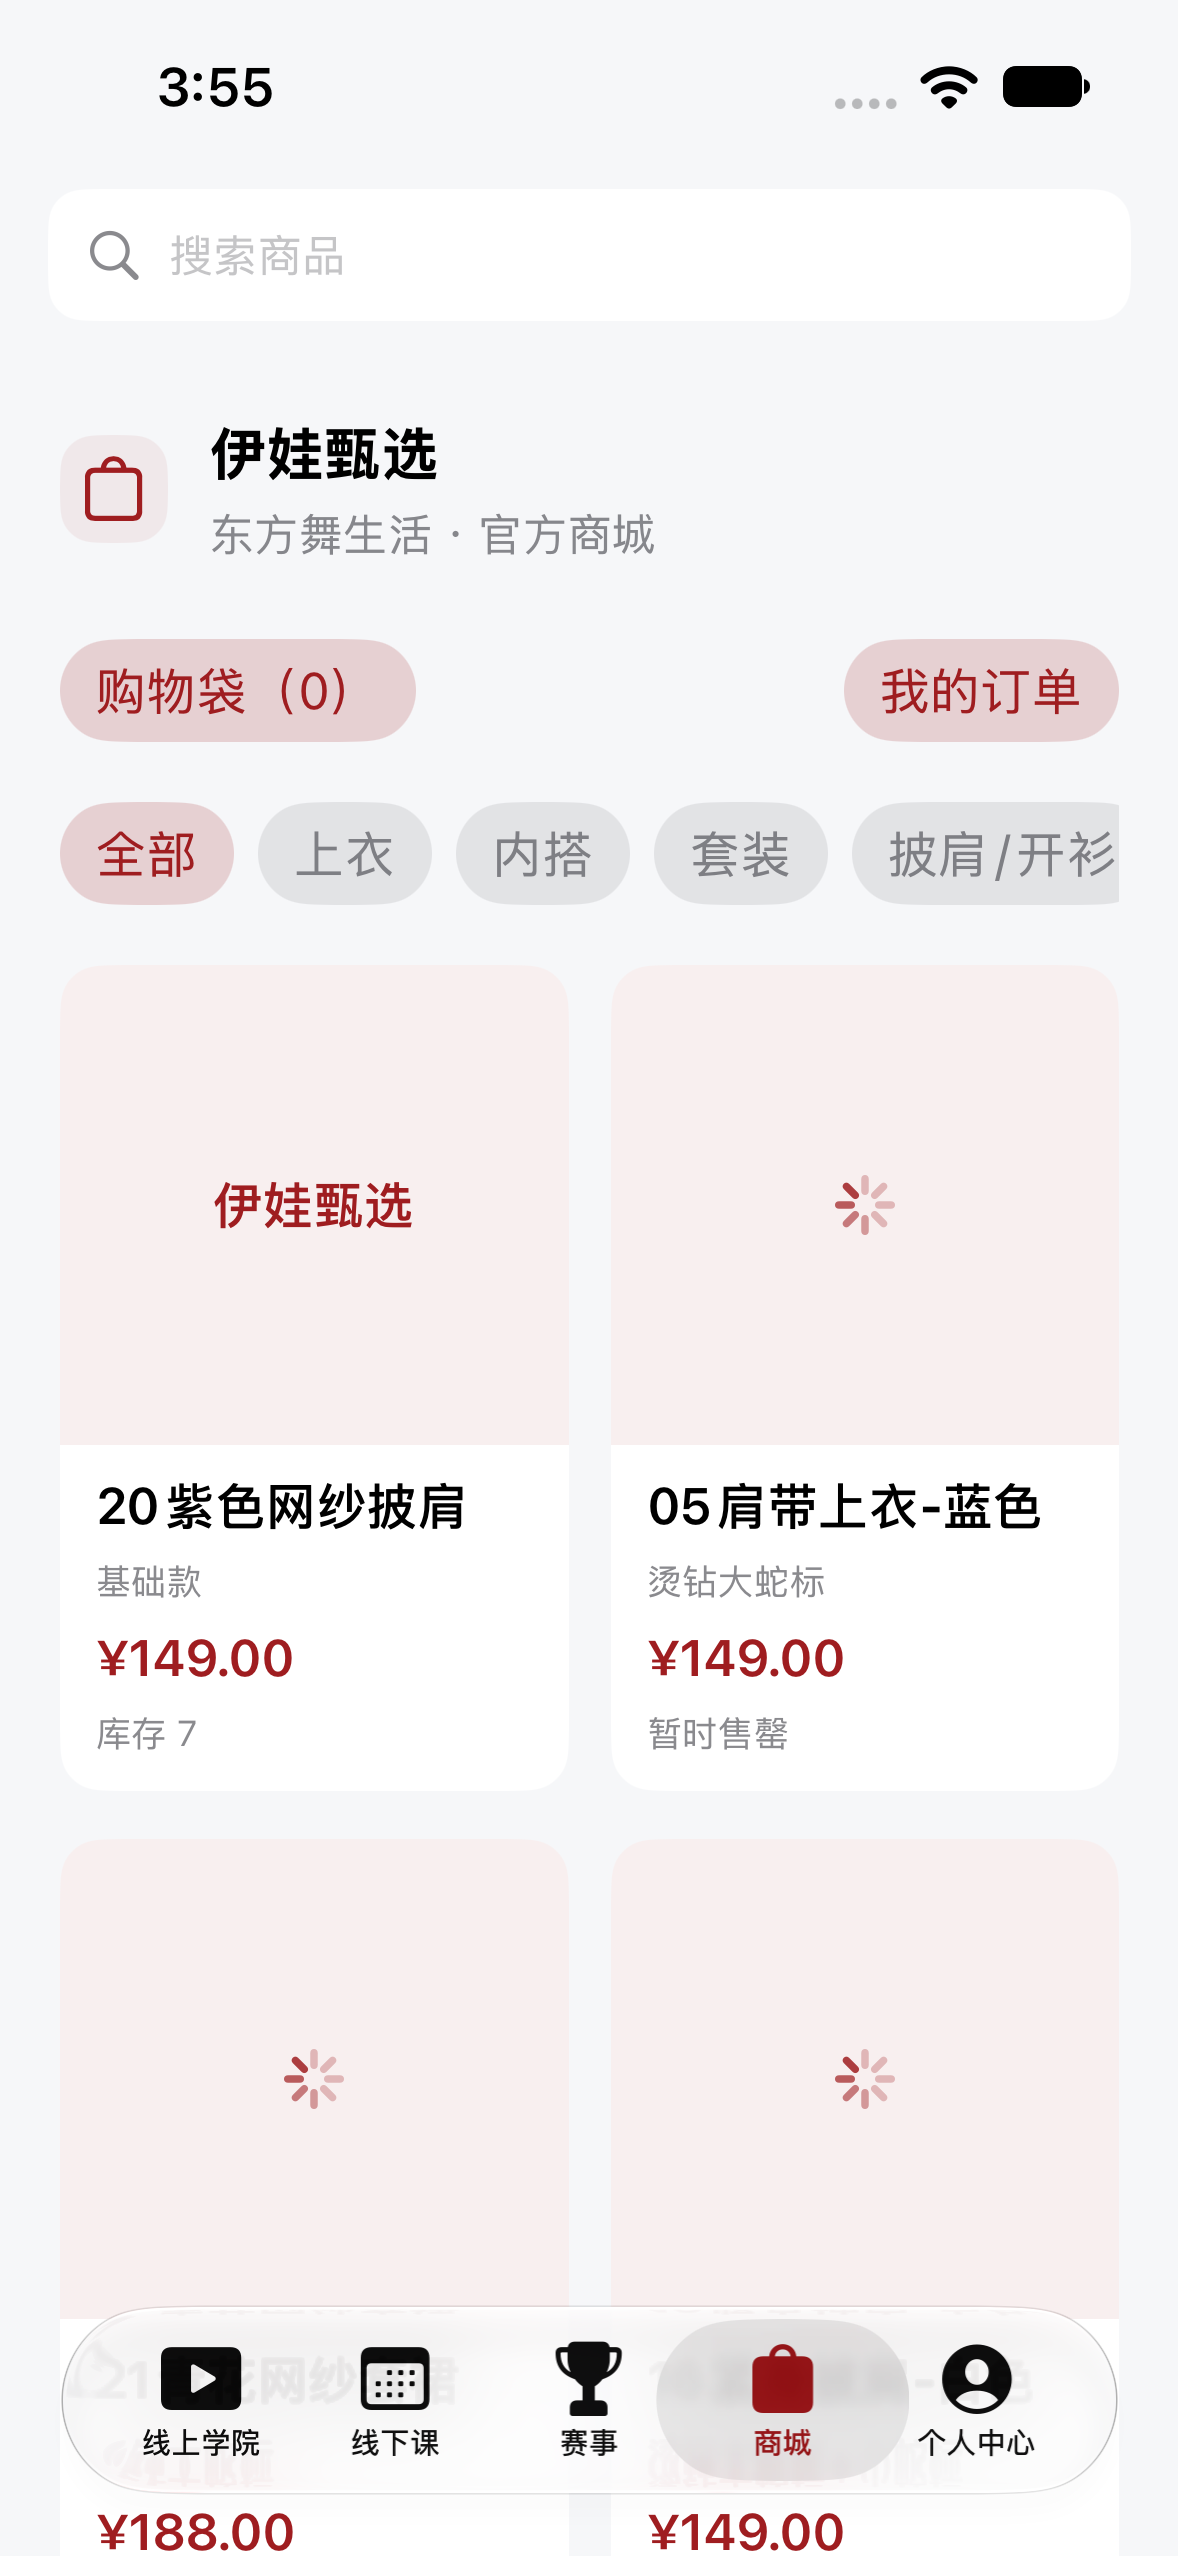 3:55
搜索商品
伊娃甄选
东方舞生活 · 官方商城
购物袋（0）
我的订单
全部 上衣 内搭 套装 披肩/开衫
伊娃甄选
20紫色网纱披肩
基础款
¥149.00
库存 7
05肩带上衣-蓝色
烫钻大蛇标
¥149.00
暂时售罄
线上学院 线下课 赛事 商城 个人中心
¥188.00
¥149.00